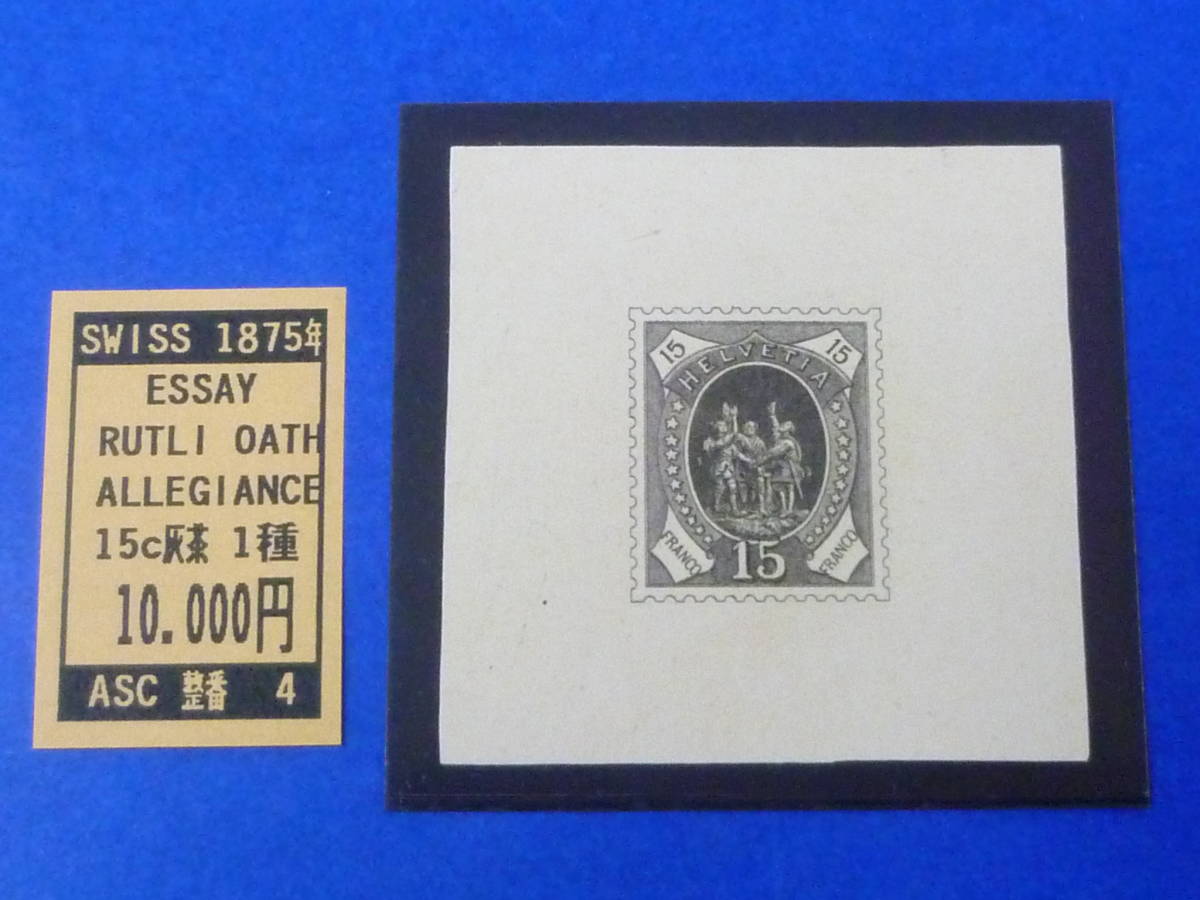 SWISS 1875年
ESSAY
RUTLI OATH
ALLEGIANCE
15c灰茶 1種
10.000円
ASC 整番 4
15 15
HELVETIA
FRANCO 15 FRANCO